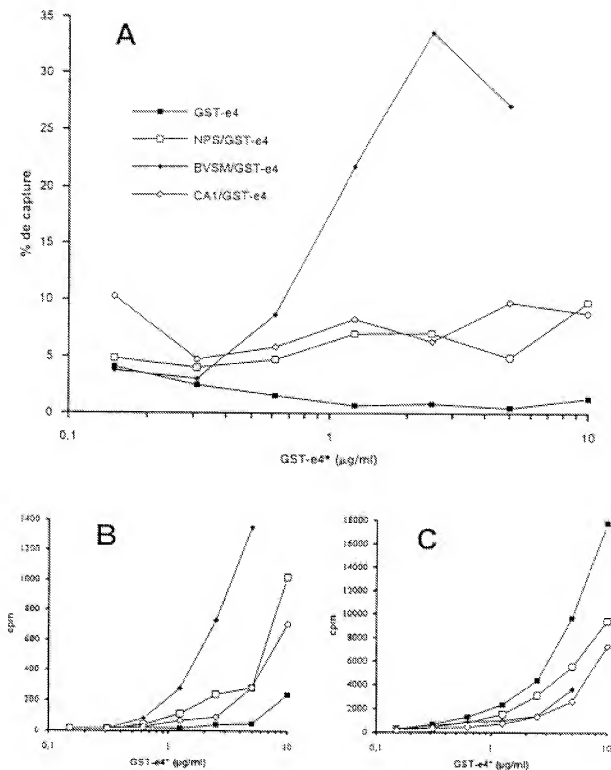 A
35
30
25
20
15
10
5
0
% de capture
GST-e4
NPS/GST-e4
BVSM/GST-e4
CA1/GST-e4
0,1
1
10
GST-e4* (µg/ml)
B
1400
1200
1000
800
600
400
200
0
cpm
0,1
1
10
GST-e4* (µg/ml)
C
18000
16000
14000
12000
10000
8000
6000
4000
2000
0
cpm
0,1
1
10
GST-e4* (µg/ml)